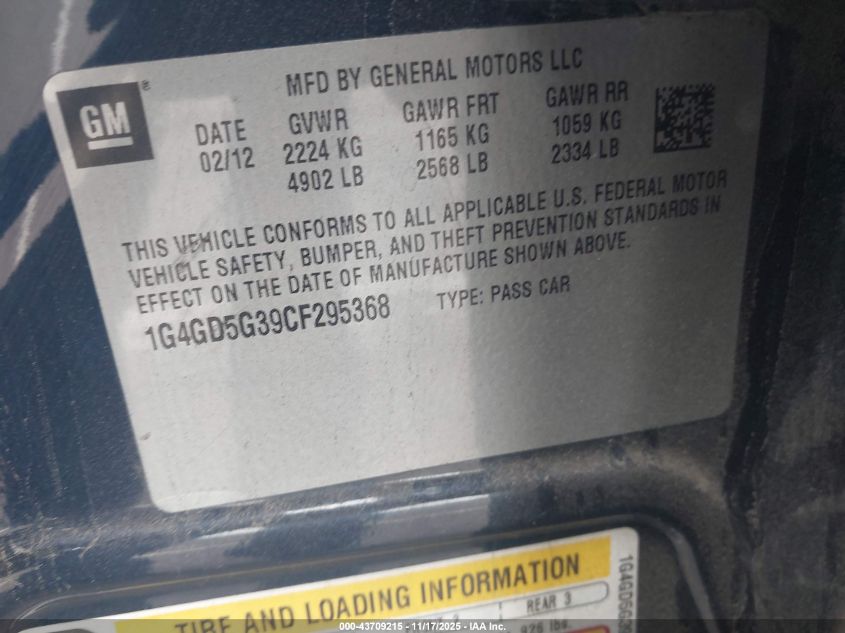 GM
®
MFD BY GENERAL MOTORS LLC
DATE GVWR GAWR FRT GAWR RR
02/12 2224 KG 1165 KG 1059 KG
4902 LB 2568 LB 2334 LB
THIS VEHICLE CONFORMS TO ALL APPLICABLE U.S. FEDERAL MOTOR
VEHICLE SAFETY, BUMPER, AND THEFT PREVENTION STANDARDS IN
EFFECT ON THE DATE OF MANUFACTURE SHOWN ABOVE.
1G4GD5G39CF295368 TYPE: PASS CAR
TIRE AND LOADING INFORMATION
REAR 3
lbs.
000-43709215 - 11/17/2025 - IAA Inc.